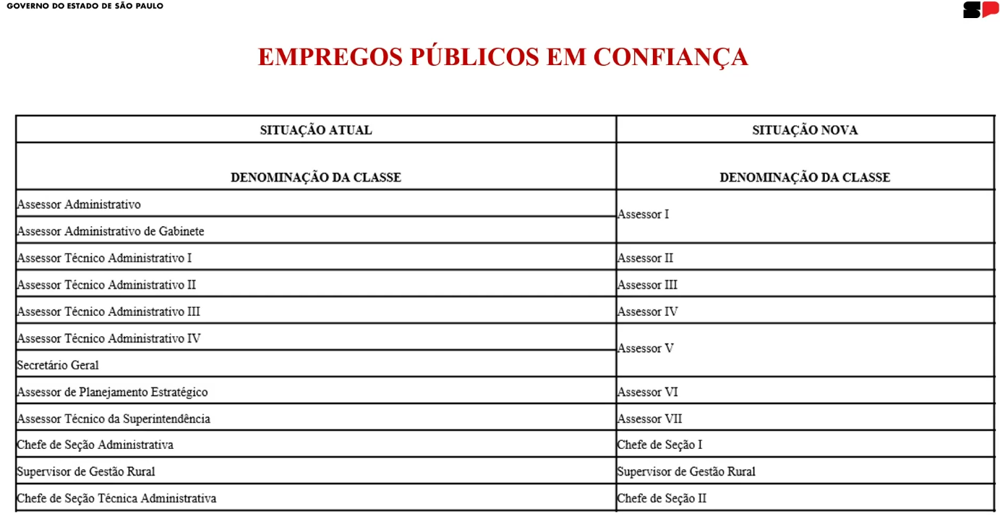 GOVERNO DO ESTADO DE SÃO PAULO
SP
EMPREGOS PÚBLICOS EM CONFIANÇA
SITUAÇÃO ATUAL
SITUAÇÃO NOVA
DENOMINAÇÃO DA CLASSE
DENOMINAÇÃO DA CLASSE
Assessor Administrativo
Assessor I
Assessor Administrativo de Gabinete
Assessor Técnico Administrativo I
Assessor II
Assessor Técnico Administrativo II
Assessor III
Assessor Técnico Administrativo III
Assessor IV
Assessor Técnico Administrativo IV
Assessor V
Secretário Geral
Assessor de Planejamento Estratégico
Assessor VI
Assessor Técnico da Superintendência
Assessor VII
Chefe de Seção Administrativa
Chefe de Seção I
Supervisor de Gestão Rural
Supervisor de Gestão Rural
Chefe de Seção Técnica Administrativa
Chefe de Seção II